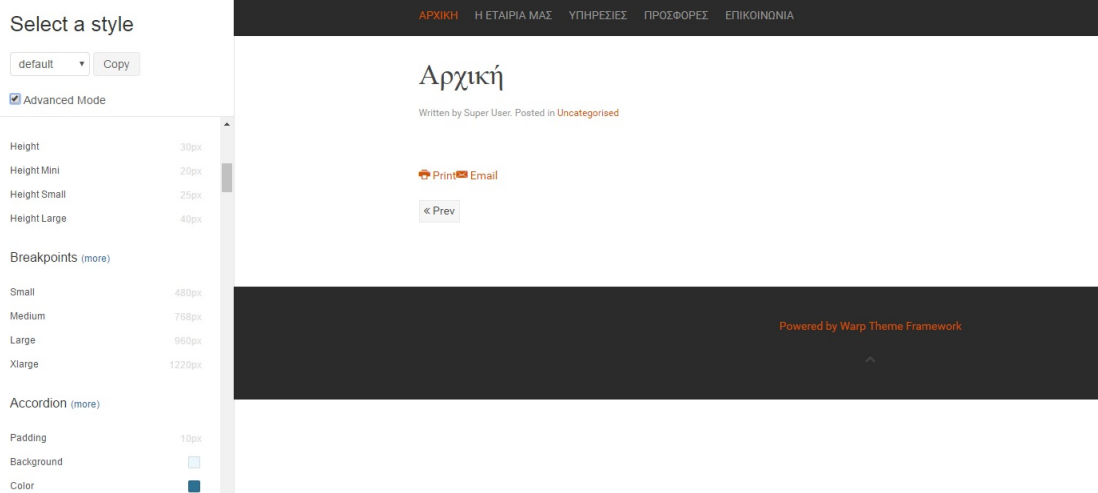 Select a style
default Copy
Advanced Mode
Height 30px
Height Mini 20px
Height Small 25px
Height Large 40px
Breakpoints (more)
Small 480px
Medium 768px
Large 960px
Xlarge 1220px
Accordion (more)
Padding 10px
Background
Color
ΑΡΧΙΚΗ Η ΕΤΑΙΡΙΑ ΜΑΣ ΥΠΗΡΕΣΙΕΣ ΠΡΟΣΦΟΡΕΣ ΕΠΙΚΟΙΝΩΝΙΑ
Αρχική
Written by Super User. Posted in Uncategorised
Print Email
« Prev
Powered by Warp Theme Framework